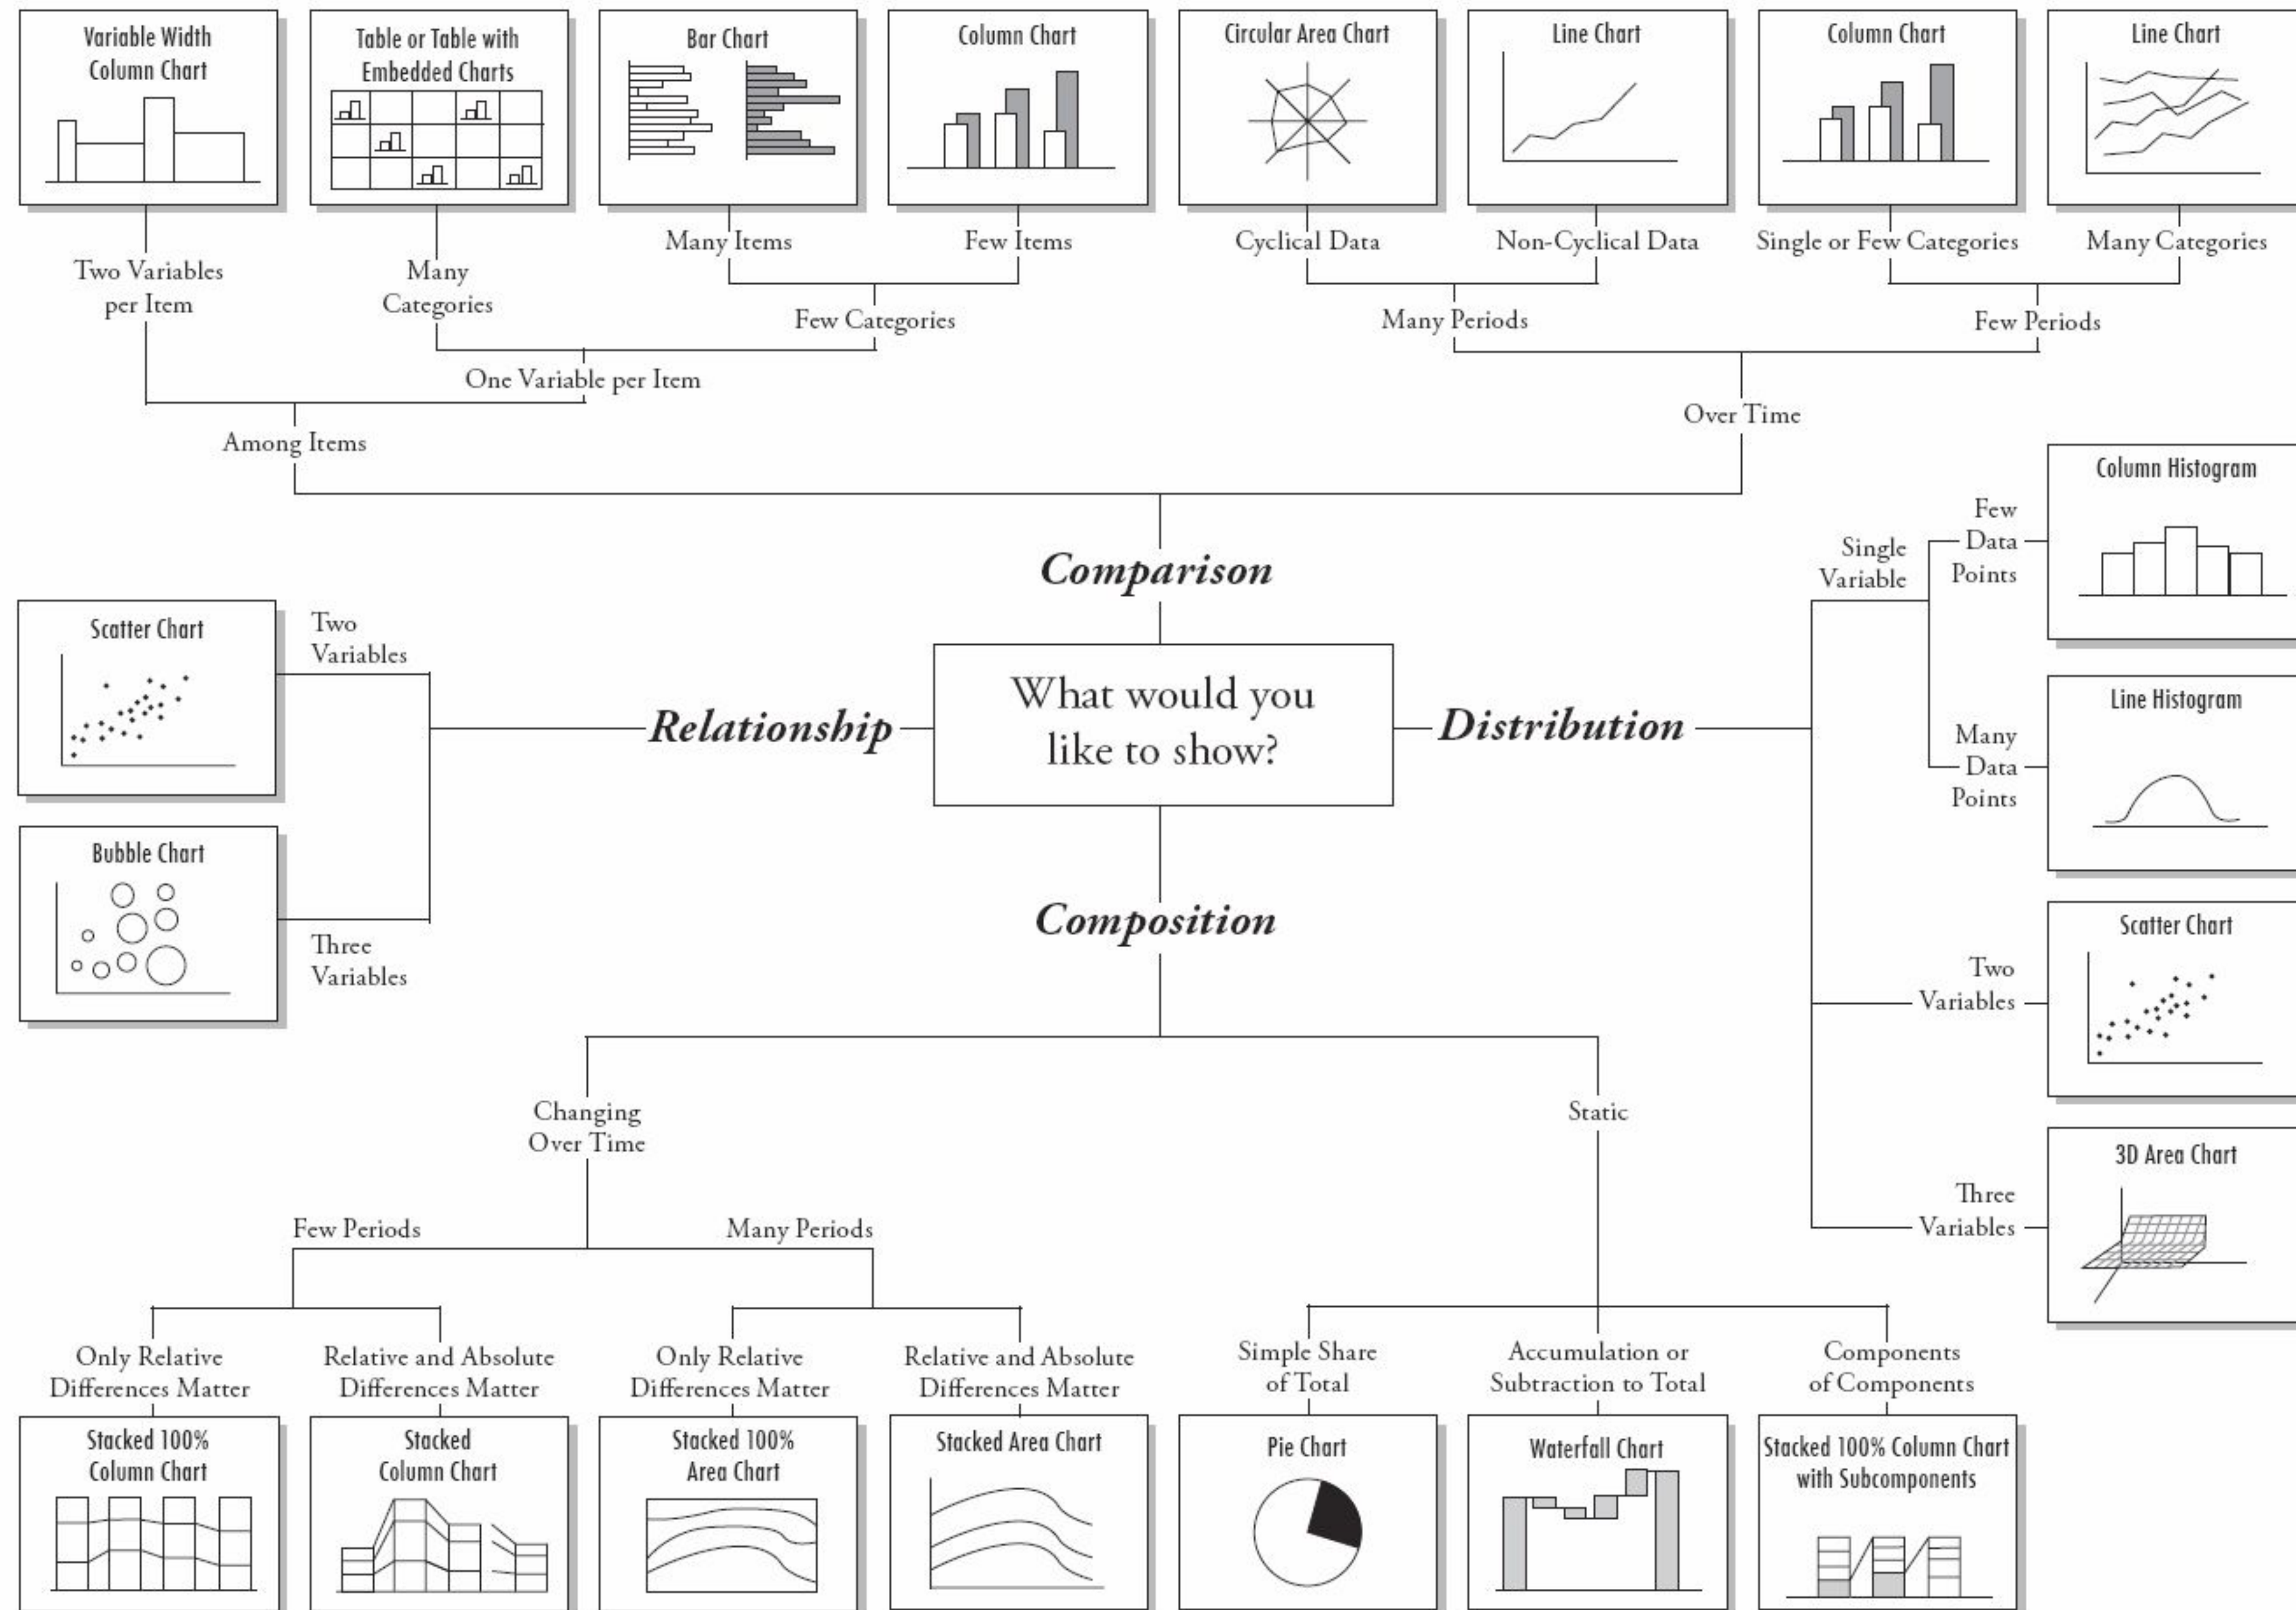 Variable Width
Column Chart
Table or Table with
Embedded Charts
Bar Chart
Column Chart
Circular Area Chart
Line Chart
Column Chart
Line Chart
Two Variables
per Item
Many
Categories
Many Items
Few Items
Cyclical Data
Non-Cyclical Data
Single or Few Categories
Many Categories
Few Categories
Many Periods
Few Periods
One Variable per Item
Among Items
Over Time
Comparison
What would you
like to show?
Relationship
Two
Variables
Scatter Chart
Three
Variables
Bubble Chart
Distribution
Single
Variable
Few
Data
Points
Column Histogram
Many
Data
Points
Line Histogram
Two
Variables
Scatter Chart
Three
Variables
3D Area Chart
Composition
Changing
Over Time
Static
Few Periods
Many Periods
Only Relative
Differences Matter
Relative and Absolute
Differences Matter
Only Relative
Differences Matter
Relative and Absolute
Differences Matter
Simple Share
of Total
Accumulation or
Subtraction to Total
Components
of Components
Stacked 100%
Column Chart
Stacked
Column Chart
Stacked 100%
Area Chart
Stacked Area Chart
Pie Chart
Waterfall Chart
Stacked 100% Column Chart
with Subcomponents